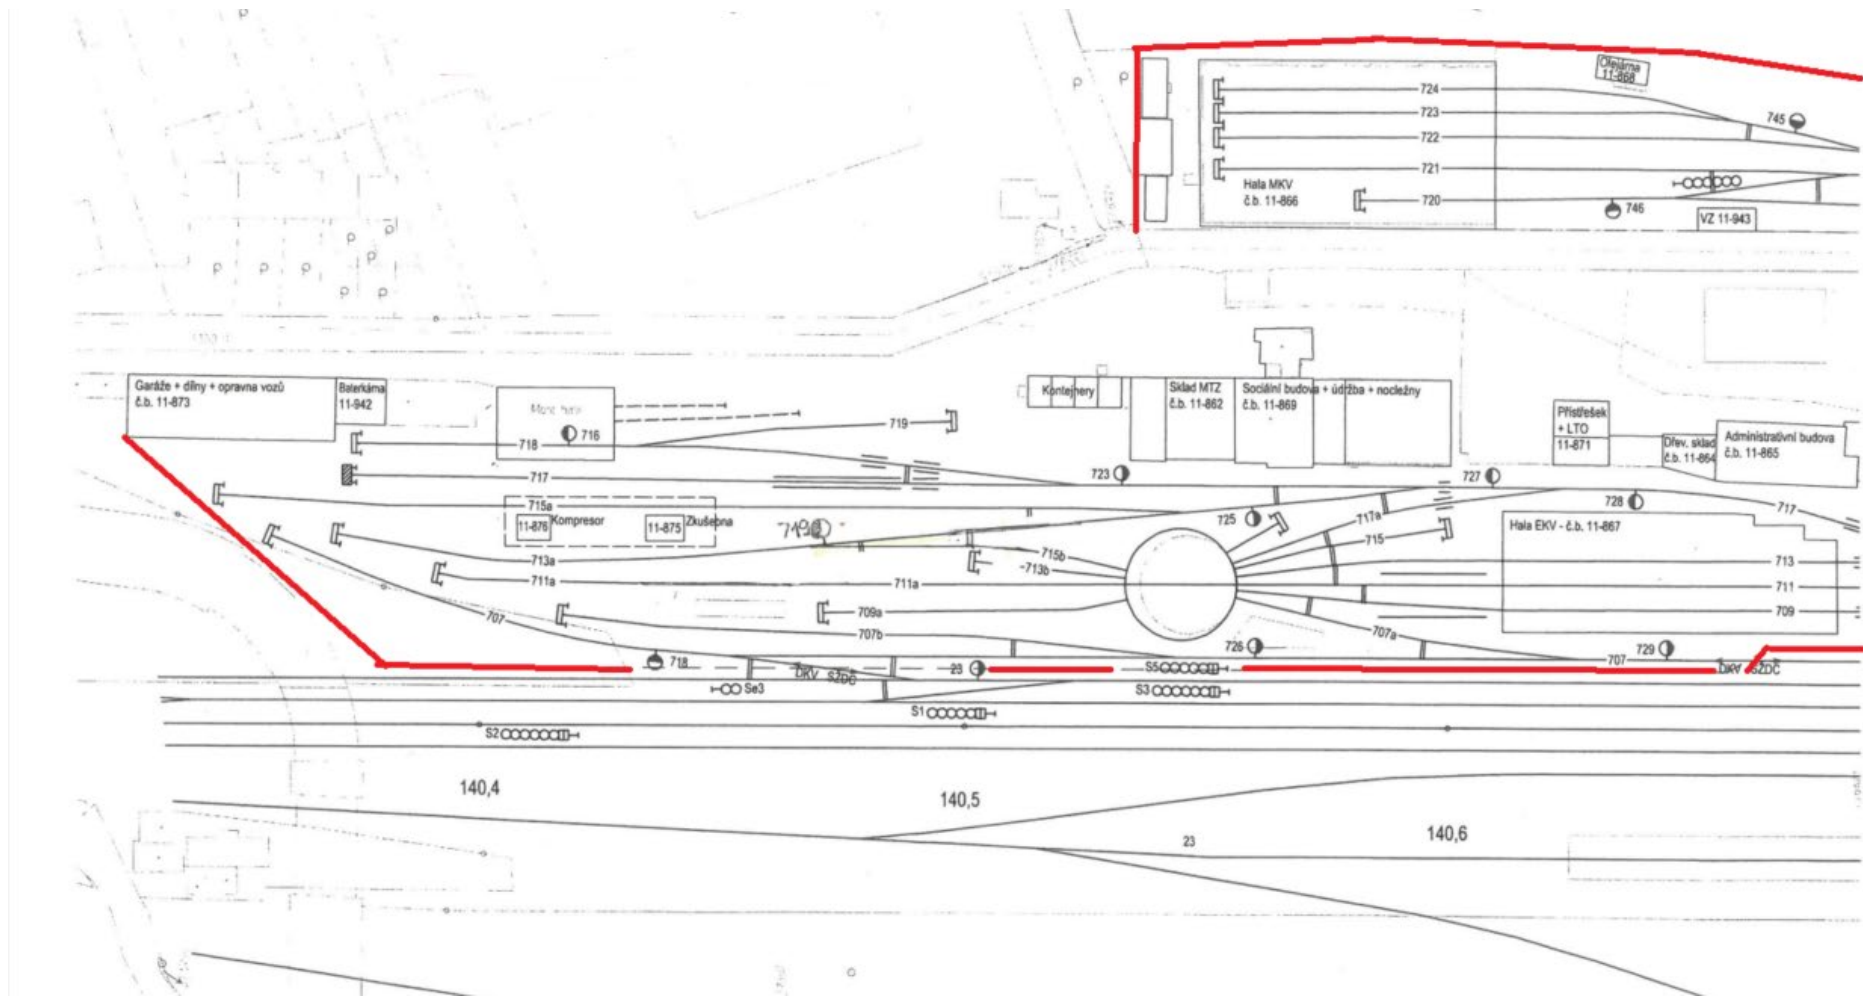 Olejárna
11-868
724
745
723
722
721
Hala MKV
č.b. 11-866
720
746
VZ 11-943
Garáže + dílny + opravna vozů
č.b. 11-873
Baterkárna
11-942
716
719
718
717
Kontejnery
Sklad MTZ
č.b. 11-862
Sociální budova + údržba + nocležny
č.b. 11-869
Přístřešek
+ LTO
11-871
Dřev. sklad
č.b. 11-864
Administrativní budova
č.b. 11-865
723
727
728
717
715a
11-876
Kompresor
11-875
Zkušebna
725
717a
715
Hala EKV - č.b. 11-867
713a
715b
713b
713
711a
711a
711
709a
709
707
707b
707a
718
726
729
707
23
S5
DKV SŽDČ
DKV SŽDČ
Se3
S3
S1
S2
140,4
140,5
140,6
23